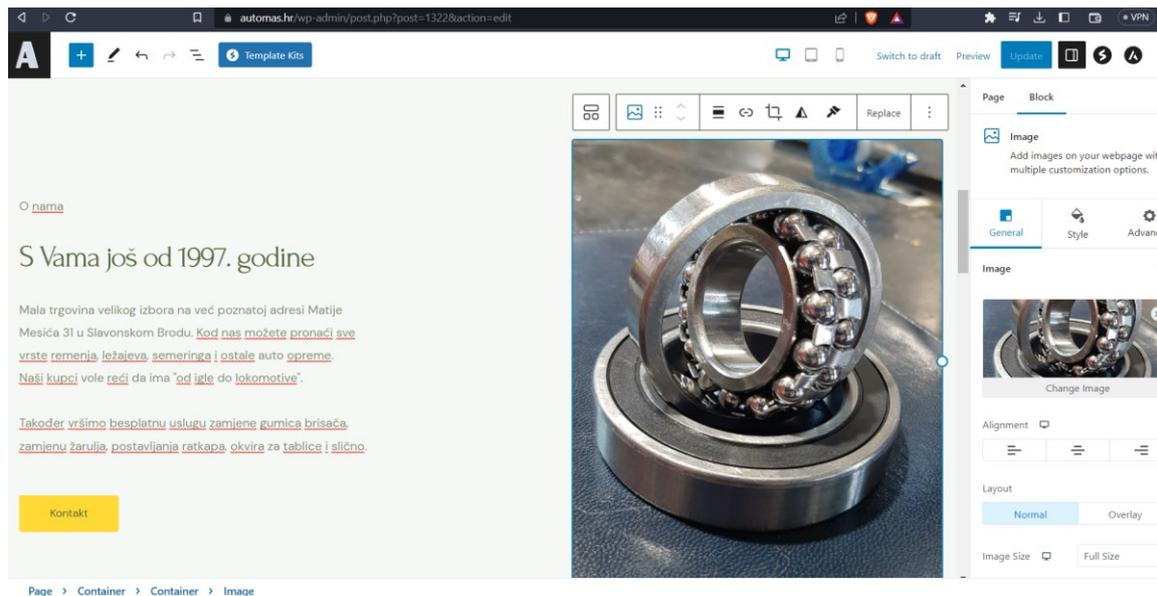 automas.hr/wp-admin/post.php?post=1322&action=edit
VPN
A
Template Kits
Switch to draft
Preview
Update
Replace
Page
Block
Image
Add images on your webpage wit
multiple customization options.
General
Style
Advan
Image
Change Image
Alignment
Layout
Normal
Overlay
Image Size
Full Size
O nama
S Vama još od 1997. godine
Mala trgovina velikog izbora na već poznatoj adresi Matije
Mesića 31 u Slavonskom Brodu. Kod nas možete pronaći sve
vrste remenja, ležajeva, semeringa i ostale auto opreme.
Naši kupci vole reći da ima "od igle do lokomotive".
Također vršimo besplatnu uslugu zamjene gumica brisača,
zamjenu žarulja, postavljanja ratkapa, okvira za tablice i slično.
Kontakt
Page > Container > Container > Image